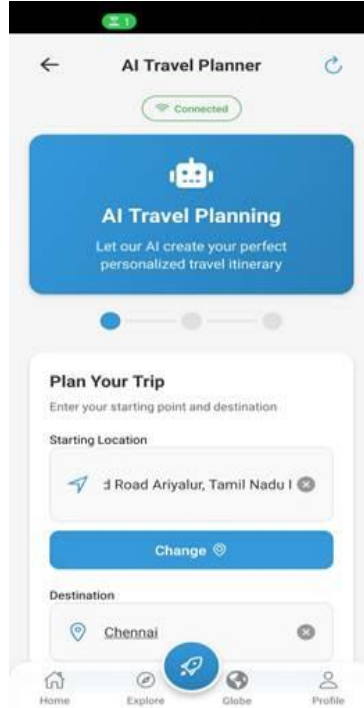 1
AI Travel Planner
Connected
AI Travel Planning
Let our AI create your perfect
personalized travel itinerary
Plan Your Trip
Enter your starting point and destination
Starting Location
d Road Ariyalur, Tamil Nadu I
Change
Destination
Chennai
Home Explore Globe Profile